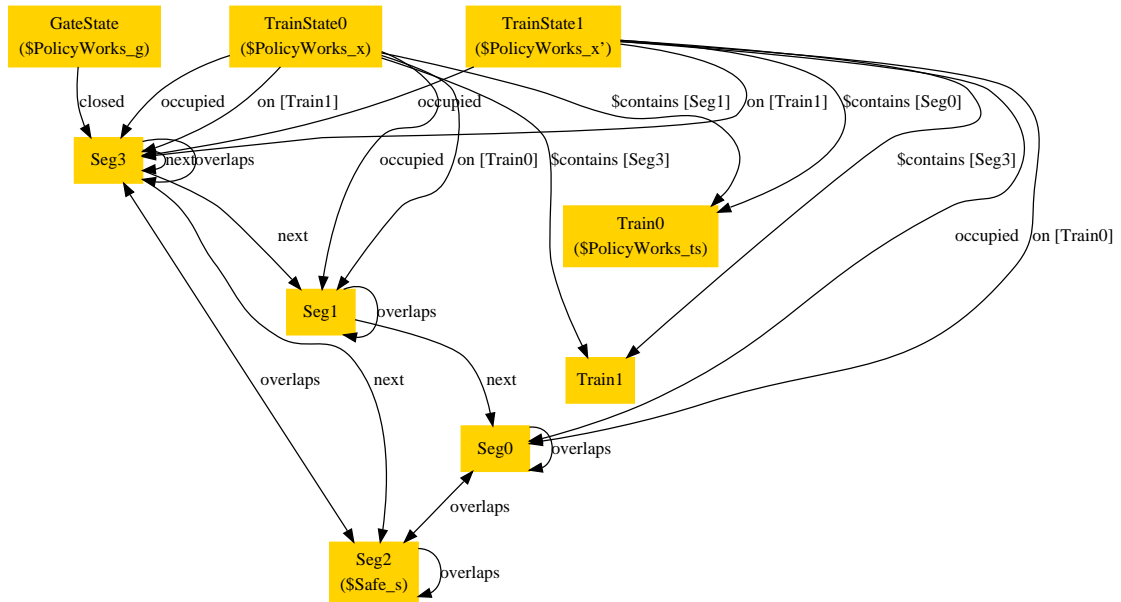 GateState
($PolicyWorks_g)
TrainState0
($PolicyWorks_x)
TrainState1
($PolicyWorks_x')
closed
occupied
on [Train1]
occupied
$contains [Seg1]
on [Train1]
$contains [Seg0]
Seg3
next
overlaps
occupied
on [Train0]
$contains [Seg3]
$contains [Seg3]
Train0
($PolicyWorks_ts)
next
occupied
on [Train0]
Seg1
overlaps
overlaps
next
next
Train1
Seg0
overlaps
overlaps
Seg2
($Safe_s)
overlaps